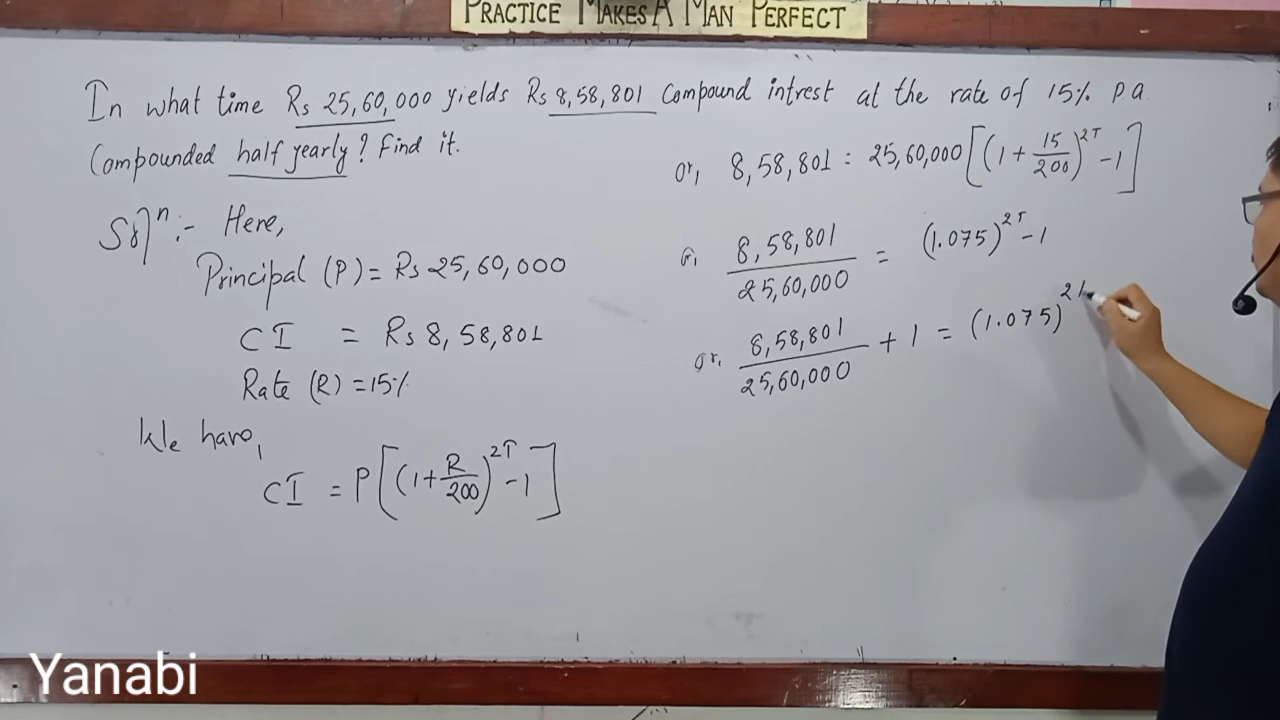 PRACTICE MAKES A MAN PERFECT
In what time Rs 25,60,000 yields Rs 8,58,801 Compound intrest at the rate of 15% p.a
Compounded half yearly? Find it.
Solⁿ:- Here,
Principal (P) = Rs 25,60,000
CI = Rs 8,58,801
Rate (R) = 15%
We have,
CI = P[(1+R/200)^2T -1]
or, 8,58,801 = 25,60,000[(1+15/200)^2T -1]
or, 8,58,801/25,60,000 = (1.075)^2T -1
or, 8,58,801/25,60,000 + 1 = (1.075)^2
Yanabi